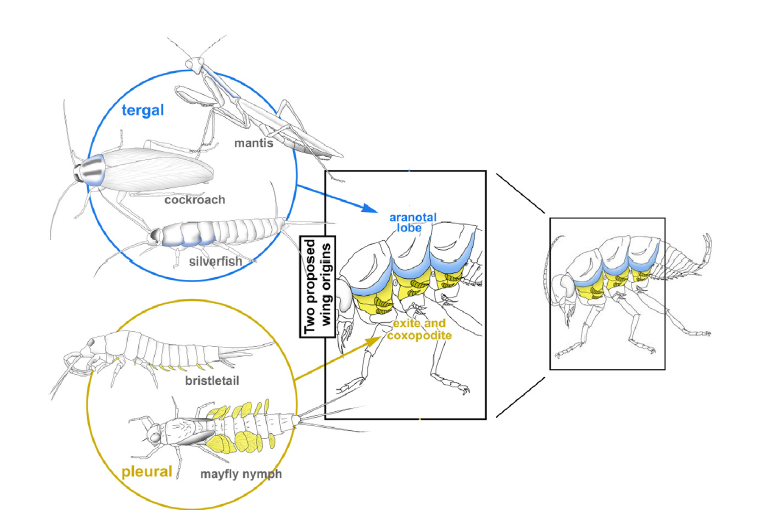 tergal
mantis
cockroach
silverfish
Two proposed
wing origins
aranotal
lobe
exite and
coxopodite
bristletail
pleural
mayfly nymph